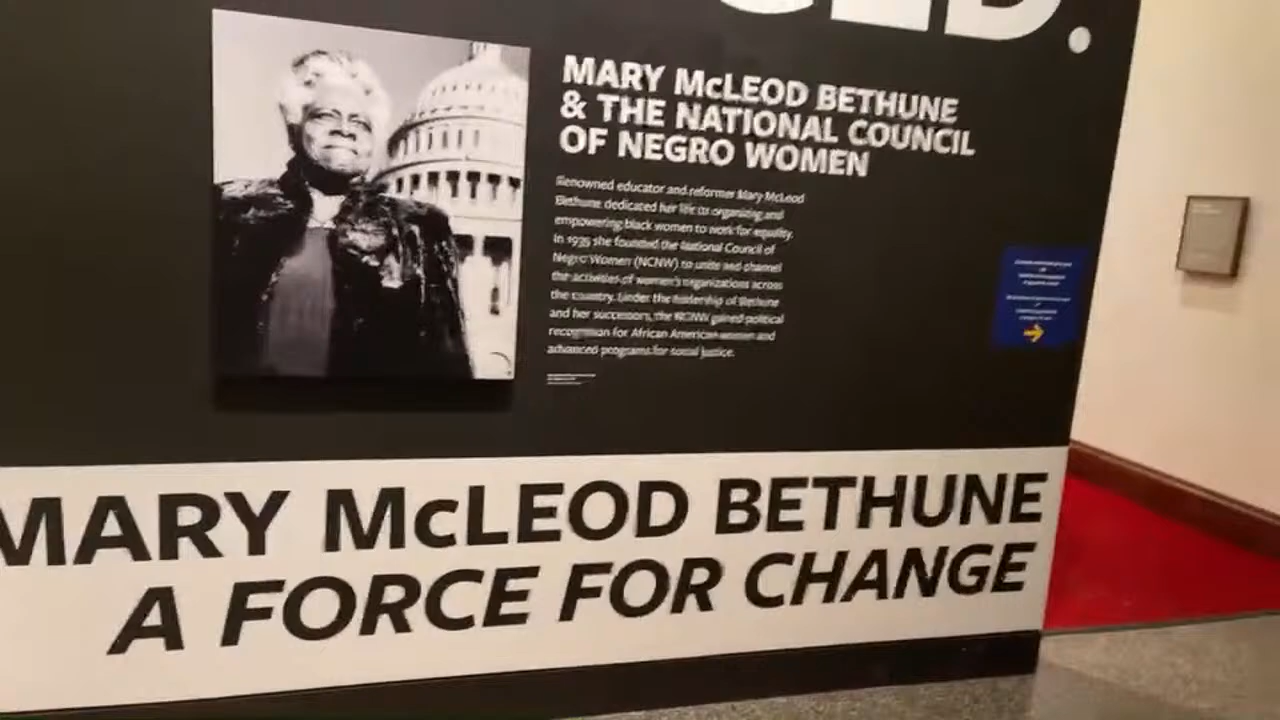 MARY McLEOD BETHUNE
& THE NATIONAL COUNCIL
OF NEGRO WOMEN
Renowned educator and reformer Mary McLeod
Bethune dedicated her life to organizing and
empowering black women to work for equality.
In 1935 she founded the National Council of
Negro Women (NCNW) to unite and channel
the activities of women's organizations across
the country. Under the leadership of Bethune
and her successors, the NCNW gained political
recognition for African American women and
advanced programs for social justice.
MARY McLEOD BETHUNE
A FORCE FOR CHANGE